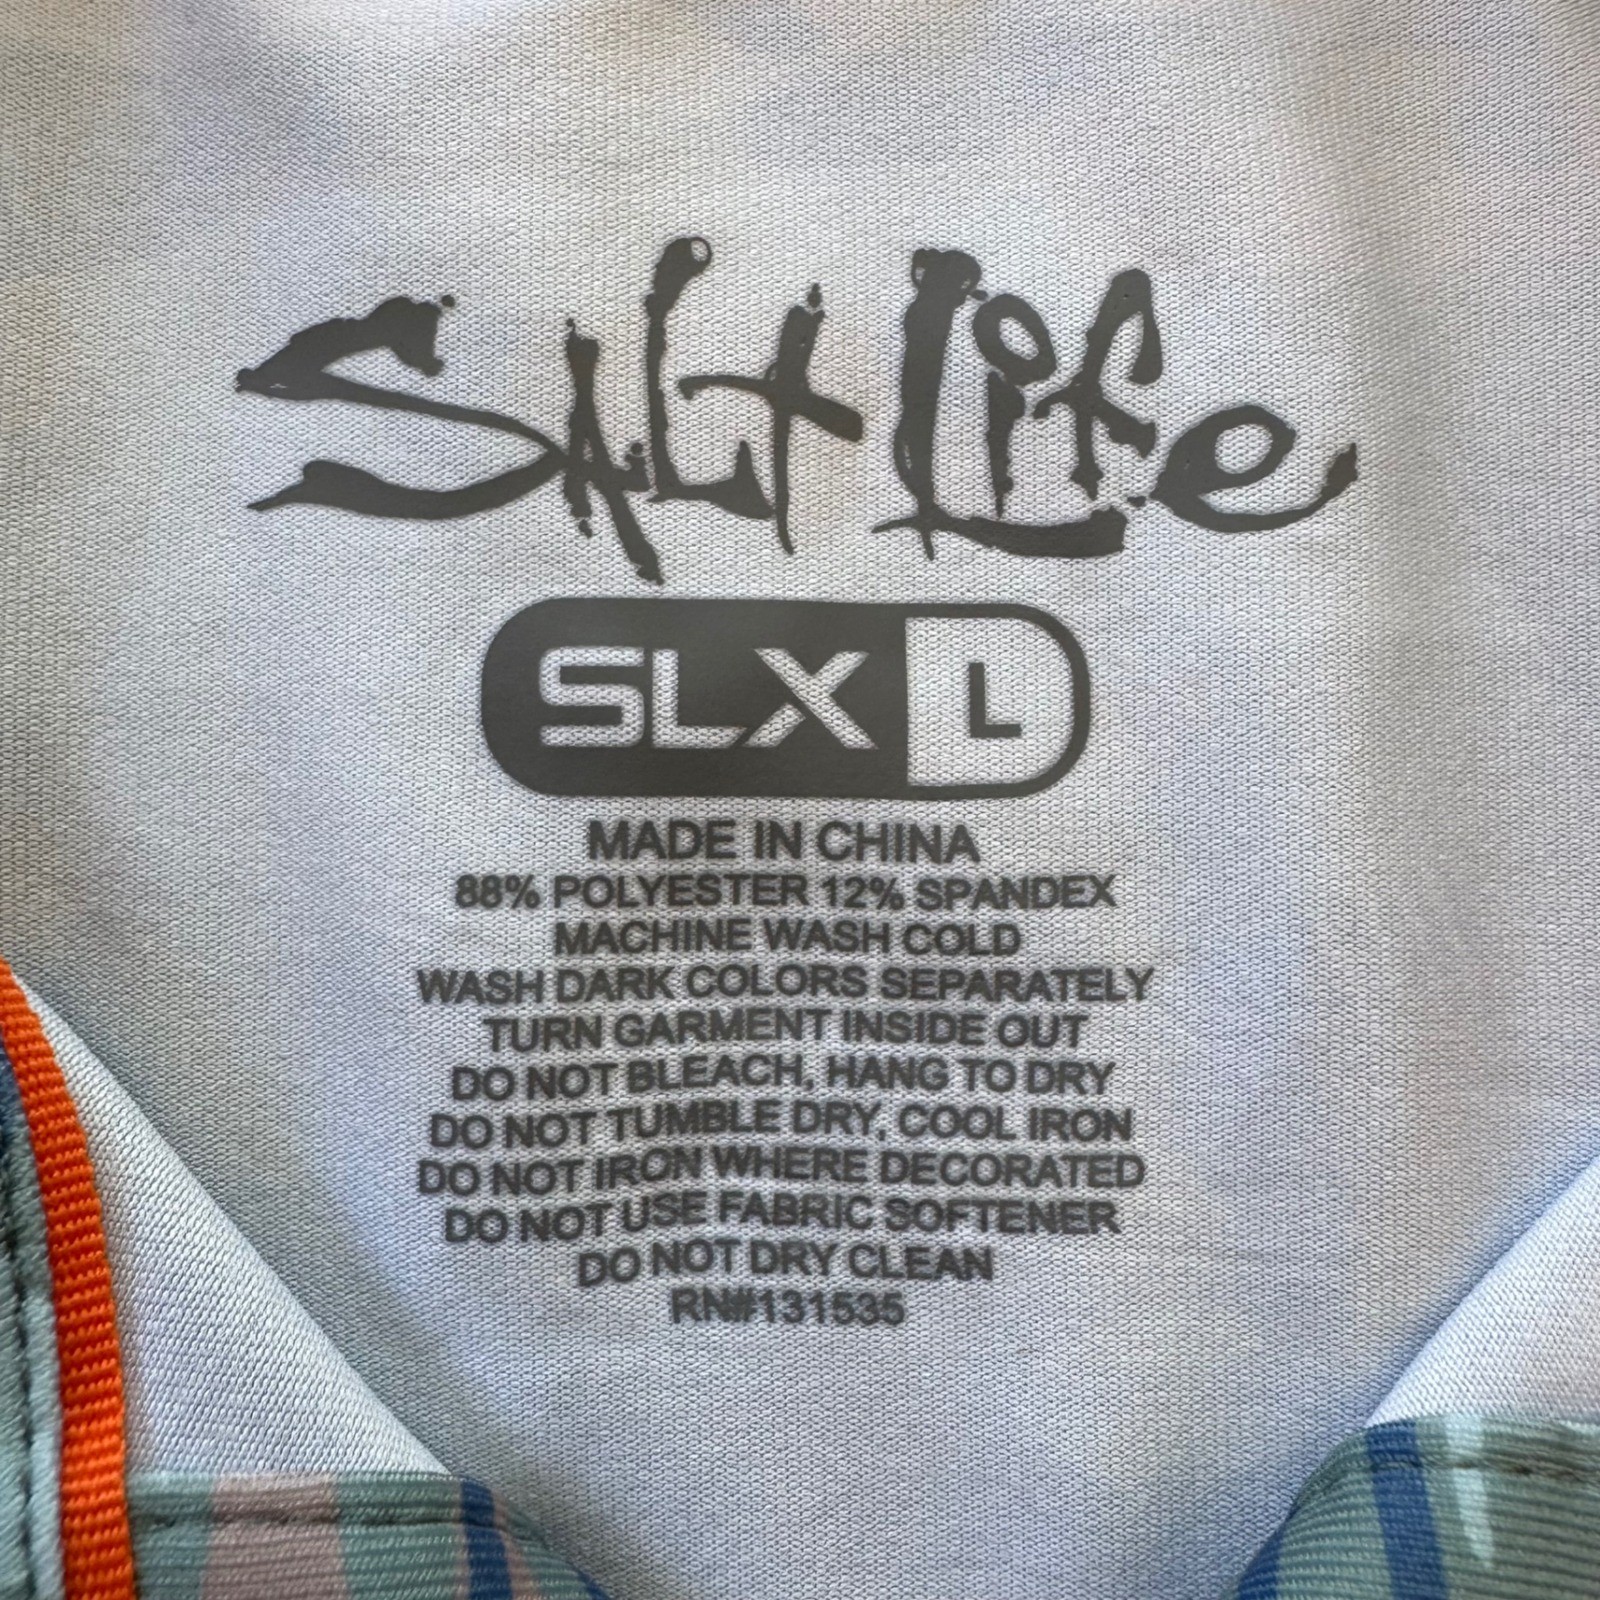 Salt Life
SLX L
MADE IN CHINA
88% POLYESTER 12% SPANDEX
MACHINE WASH COLD
WASH DARK COLORS SEPARATELY
TURN GARMENT INSIDE OUT
DO NOT BLEACH, HANG TO DRY
DO NOT TUMBLE DRY, COOL IRON
DO NOT IRON WHERE DECORATED
DO NOT USE FABRIC SOFTENER
DO NOT DRY CLEAN
RN#131535